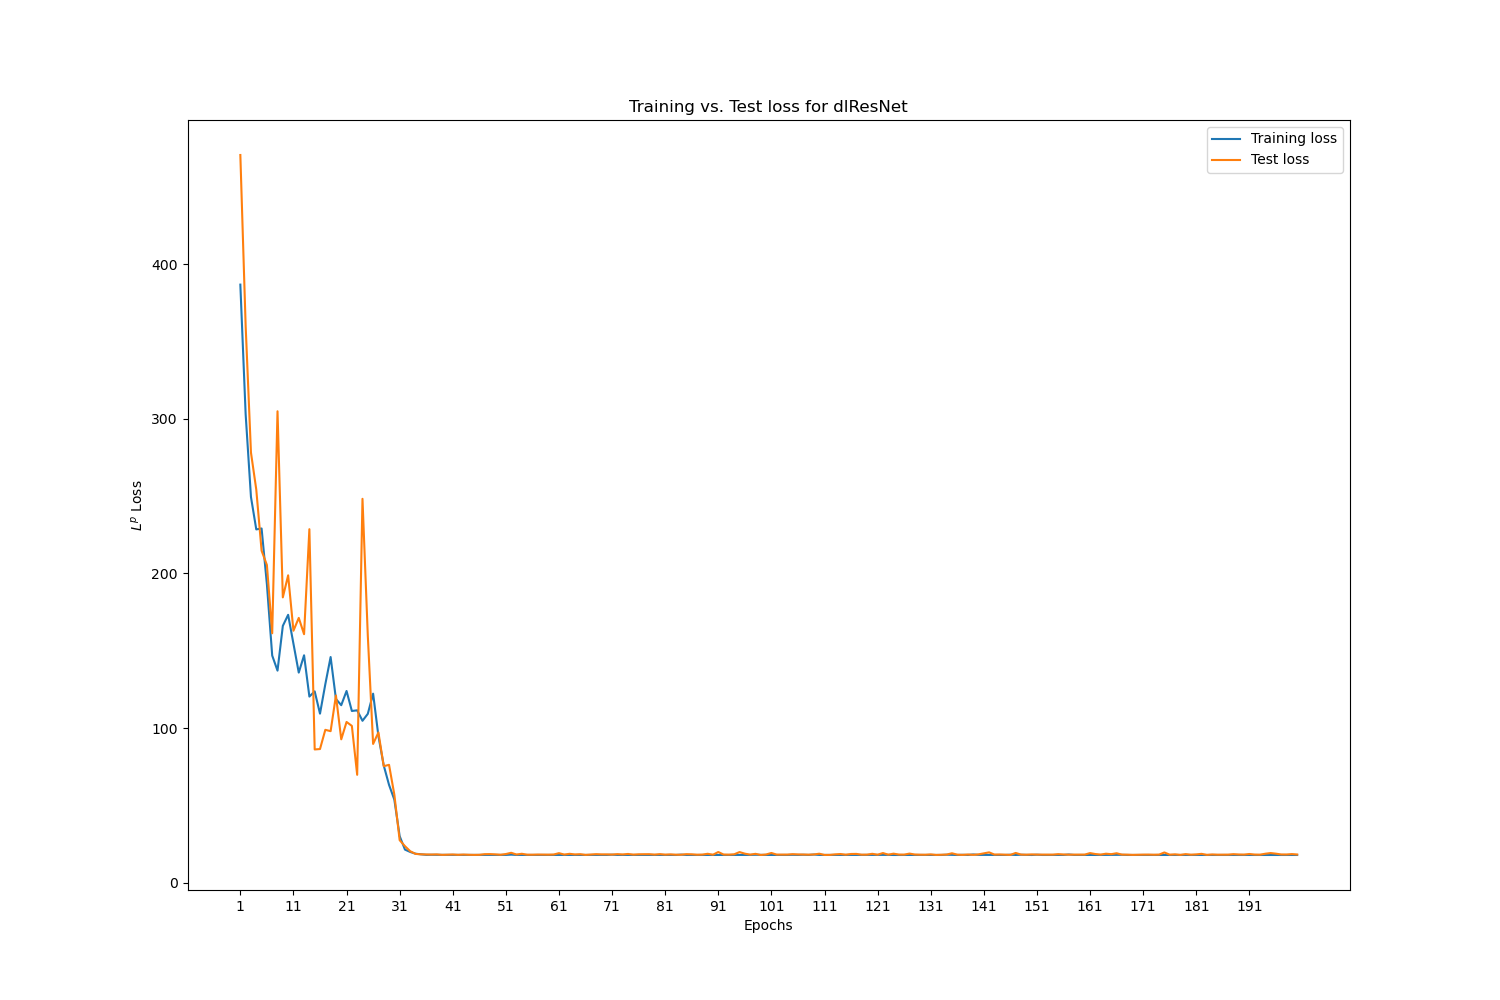 Training vs. Test loss for dlResNet
Training loss
Test loss
400
300
200
100
0
L^p Loss
1 11 21 31 41 51 61 71 81 91 101 111 121 131 141 151 161 171 181 191
Epochs